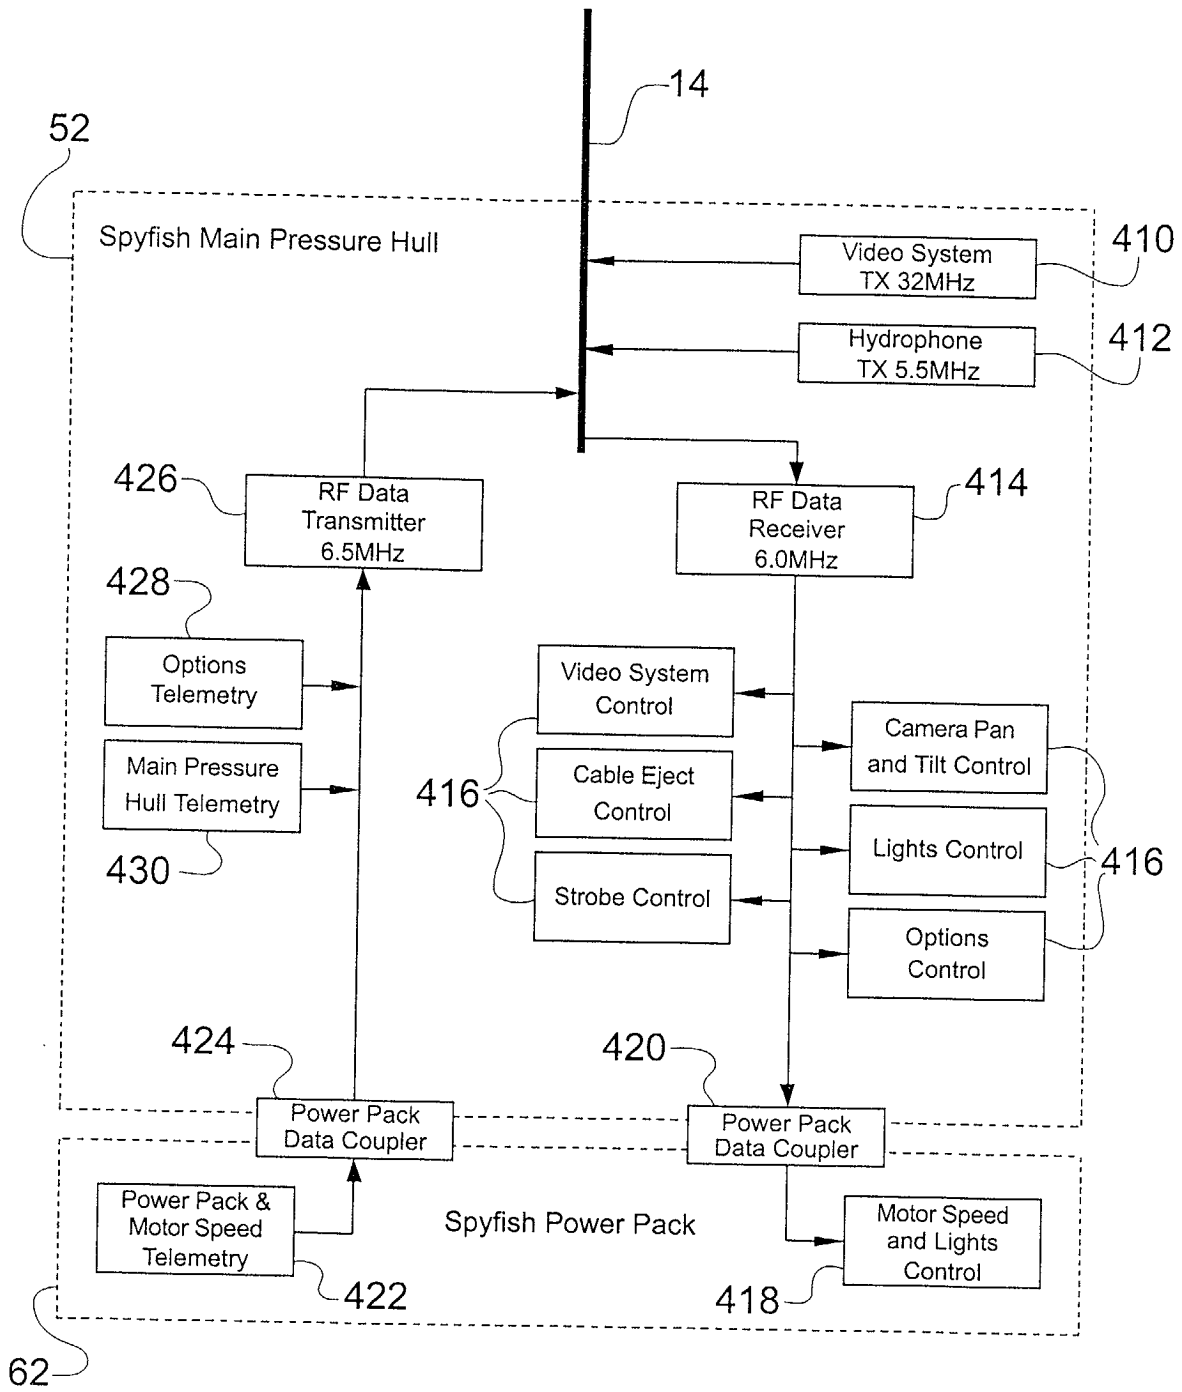 14
52
Spyfish Main Pressure Hull
Video System
TX 32MHz
410
Hydrophone
TX 5.5MHz
412
426
RF Data
Transmitter
6.5MHz
RF Data
Receiver
6.0MHz
414
428
Options
Telemetry
Main Pressure
Hull Telemetry
430
Video System
Control
Cable Eject
Control
Strobe Control
416
Camera Pan
and Tilt Control
Lights Control
Options
Control
416
424
Power Pack
Data Coupler
420
Power Pack
Data Coupler
Power Pack &
Motor Speed
Telemetry
422
Spyfish Power Pack
Motor Speed
and Lights
Control
418
62